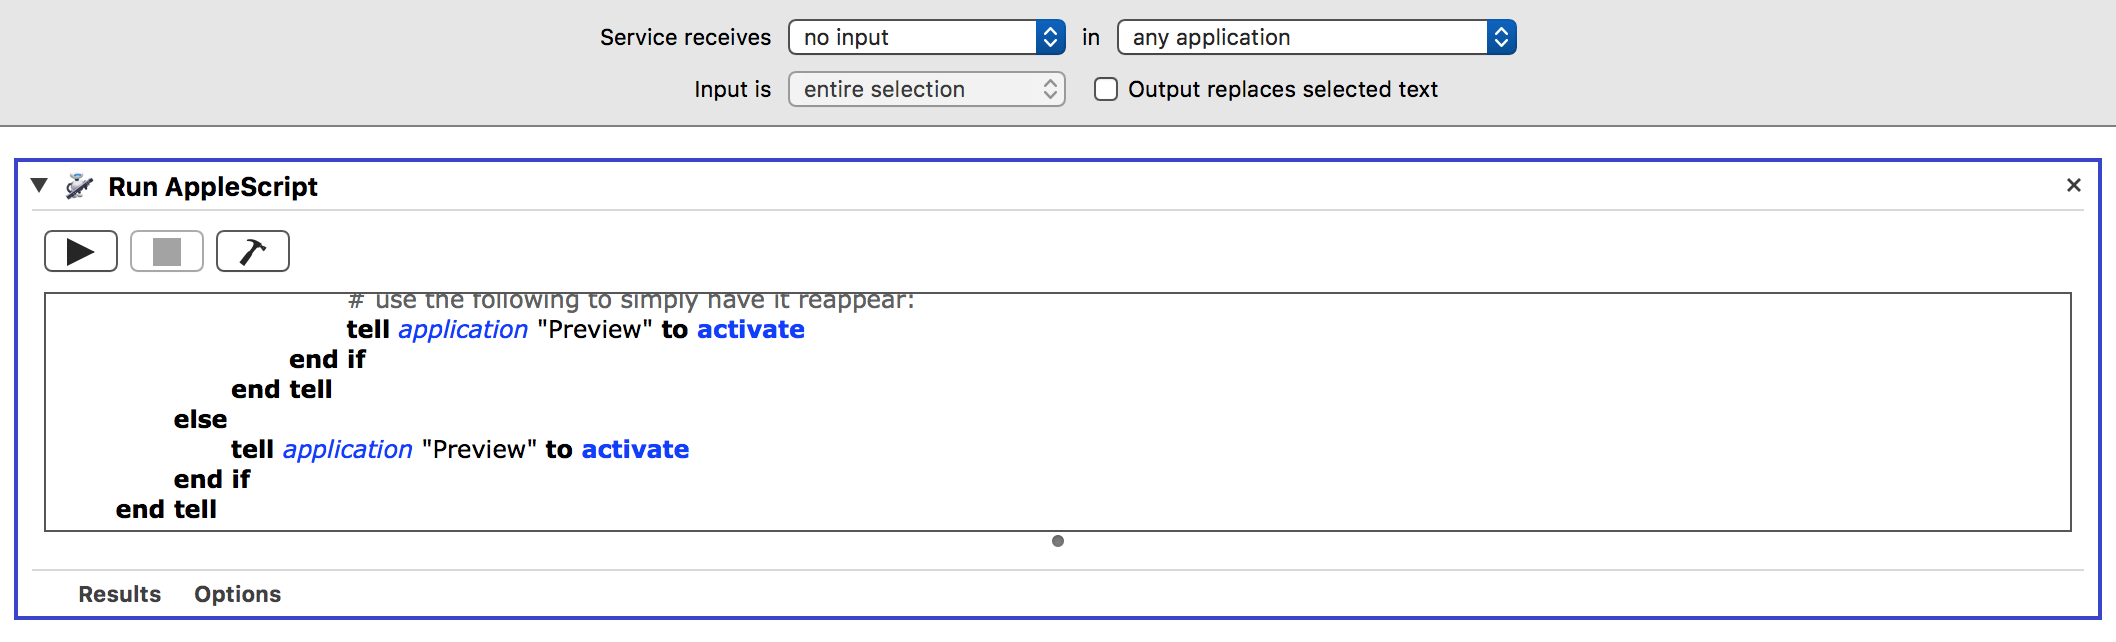 Service receives no input in any application
Input is entire selection Output replaces selected text
Run AppleScript
# use the following to simply have it reappear:
tell application "Preview" to activate
end if
end tell
else
tell application "Preview" to activate
end if
end tell
Results Options